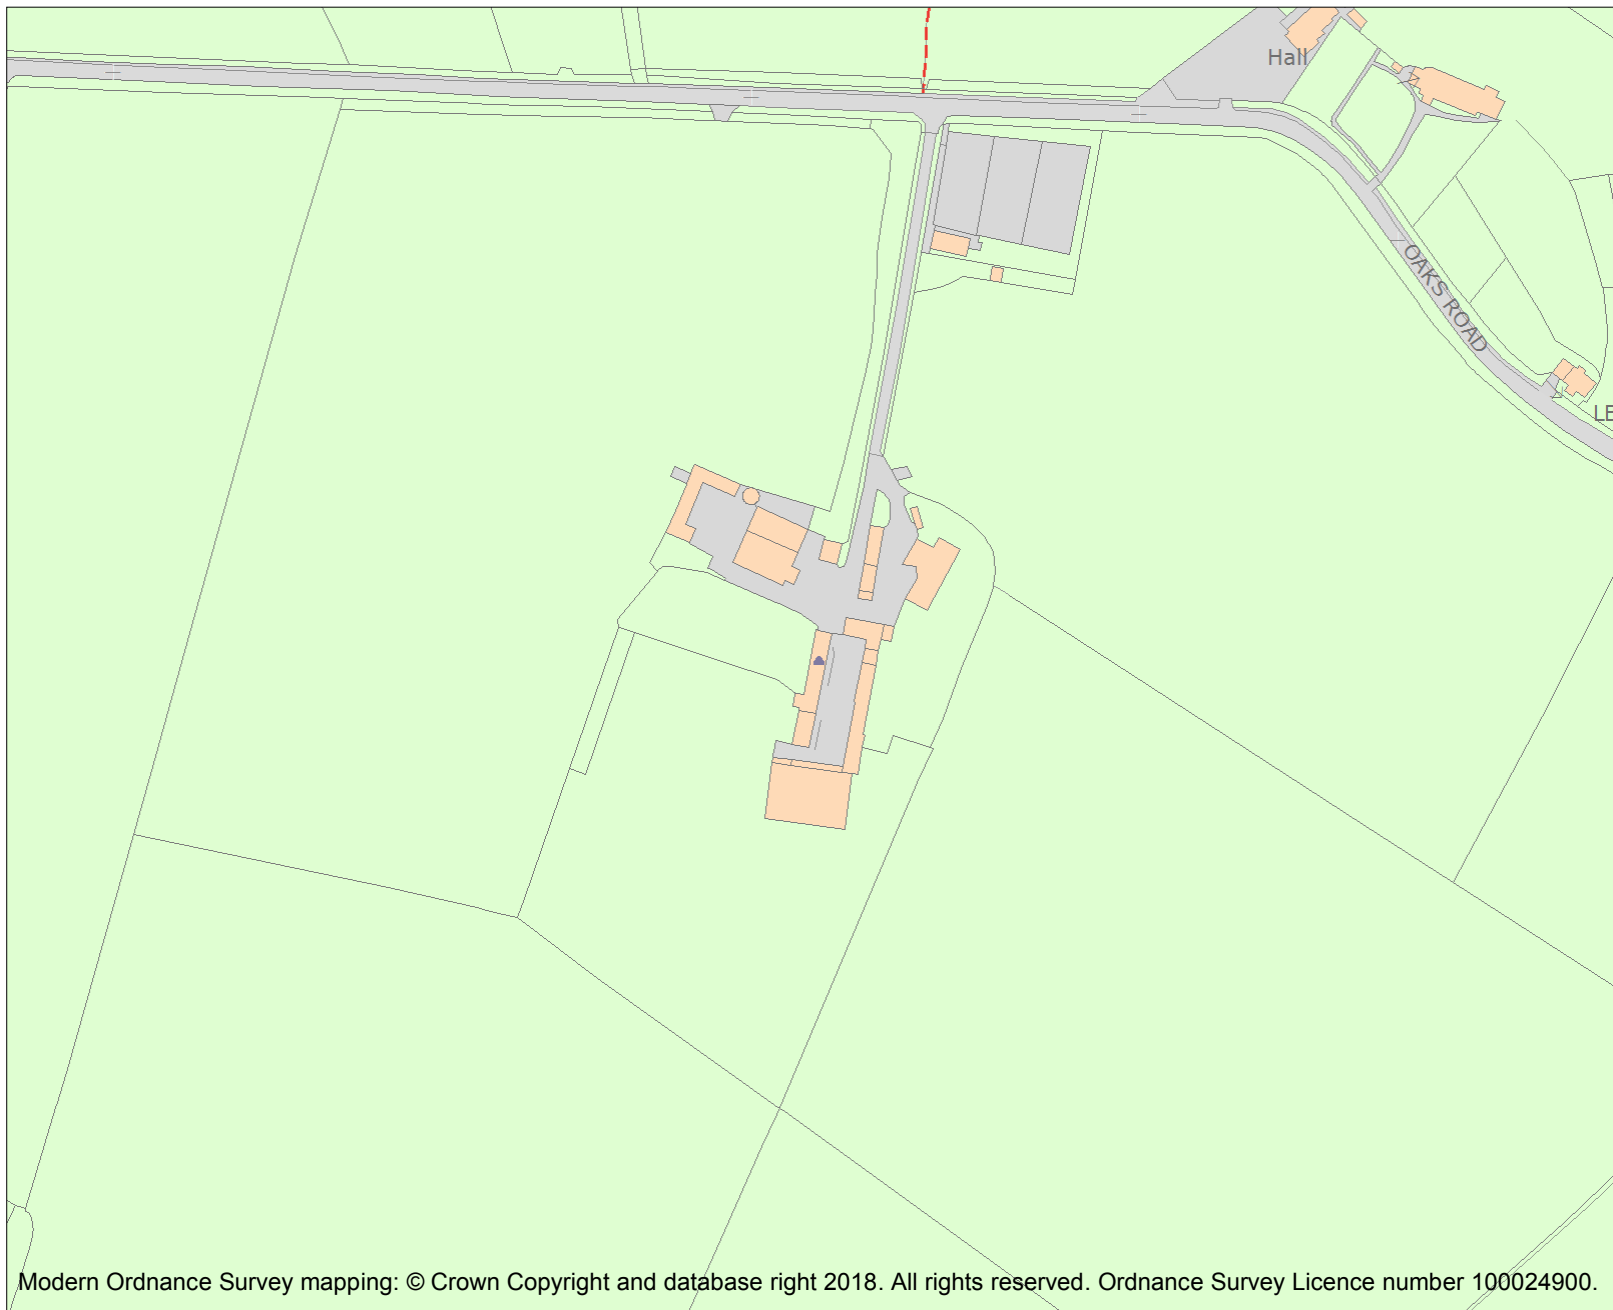 Hall
OAKS ROAD
LE
Modern Ordnance Survey mapping: © Crown Copyright and database right 2018. All rights reserved. Ordnance Survey Licence number 100024900.